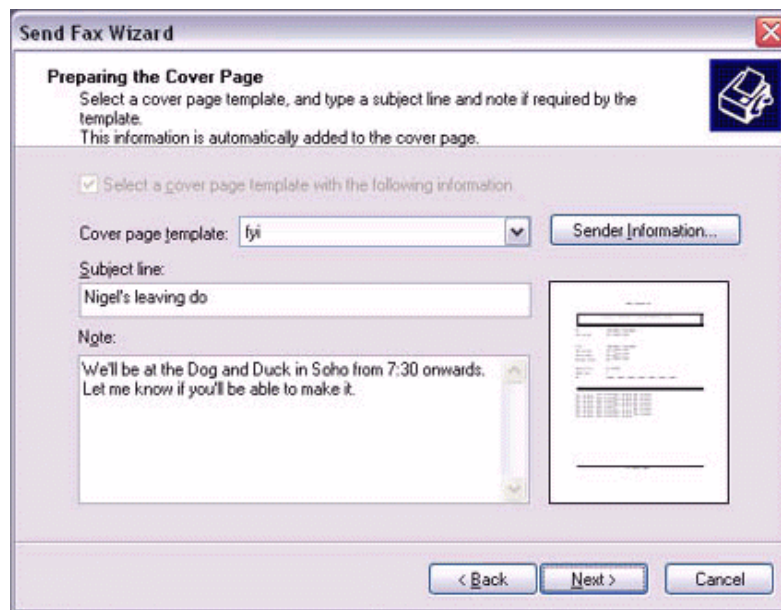 Send Fax Wizard
Preparing the Cover Page
Select a cover page template, and type a subject line and note if required by the
template.
This information is automatically added to the cover page.
Select a cover page template with the following information
Cover page template: fyi Sender Information...
Subject line:
Nigel's leaving do
Note:
We'll be at the Dog and Duck in Soho from 7:30 onwards.
Let me know if you'll be able to make it.
< Back Next > Cancel